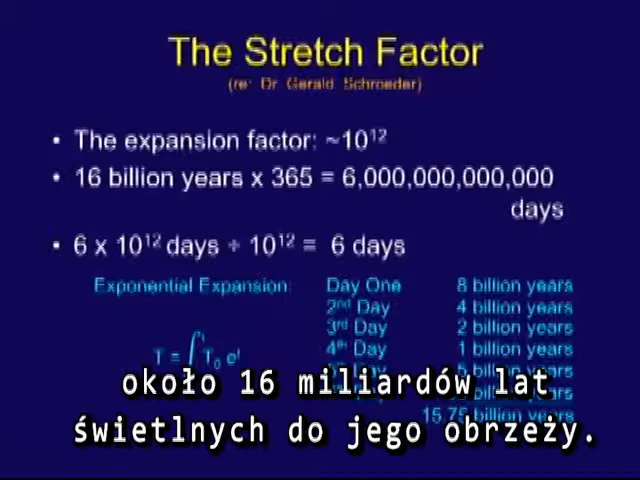 The Stretch Factor
(re: Dr Gerald Schroeder)
• The expansion factor: ~10¹²
• 16 billion years x 365 = 6,000,000,000,000
days
• 6 x 10¹² days ÷ 10¹² = 6 days
Exponential Expansion: Day One 8 billion years
2nd Day 4 billion years
3rd Day 2 billion years
4th Day 1 billion years
billion years
około 16 miliardów lat
15.75 billion years
świetlnych do jego obrzeży.